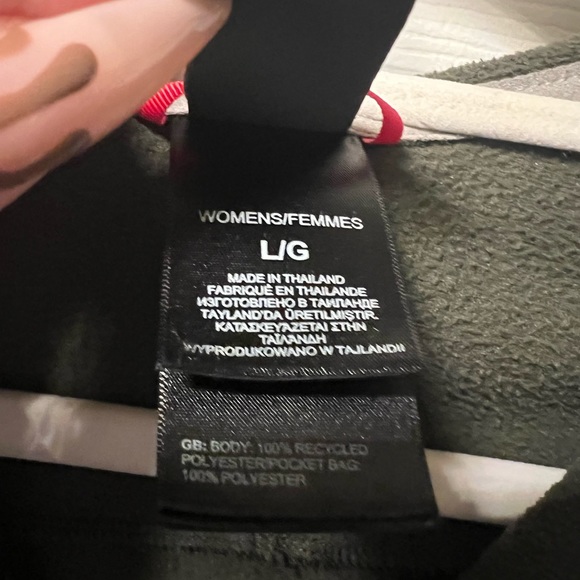 WOMENS/FEMMES
L/G
MADE IN THAILAND
FABRIQUÉ EN THAÏLANDE
ИЗГОТОВЛЕНО В ТАИЛАНДЕ
TAYLAND'DA ÜRETILMIŞTIR.
ΚΑΤΑΣΚΕΥΑΖΕΤΑΙ ΣΤΗΝ
ΤΑΪΛΑΝΔΗ
WYPRODUKOWANO W TAJLANDII
GB: BODY: 100% RECYCLED
POLYESTER/POCKET BAG:
100% POLYESTER